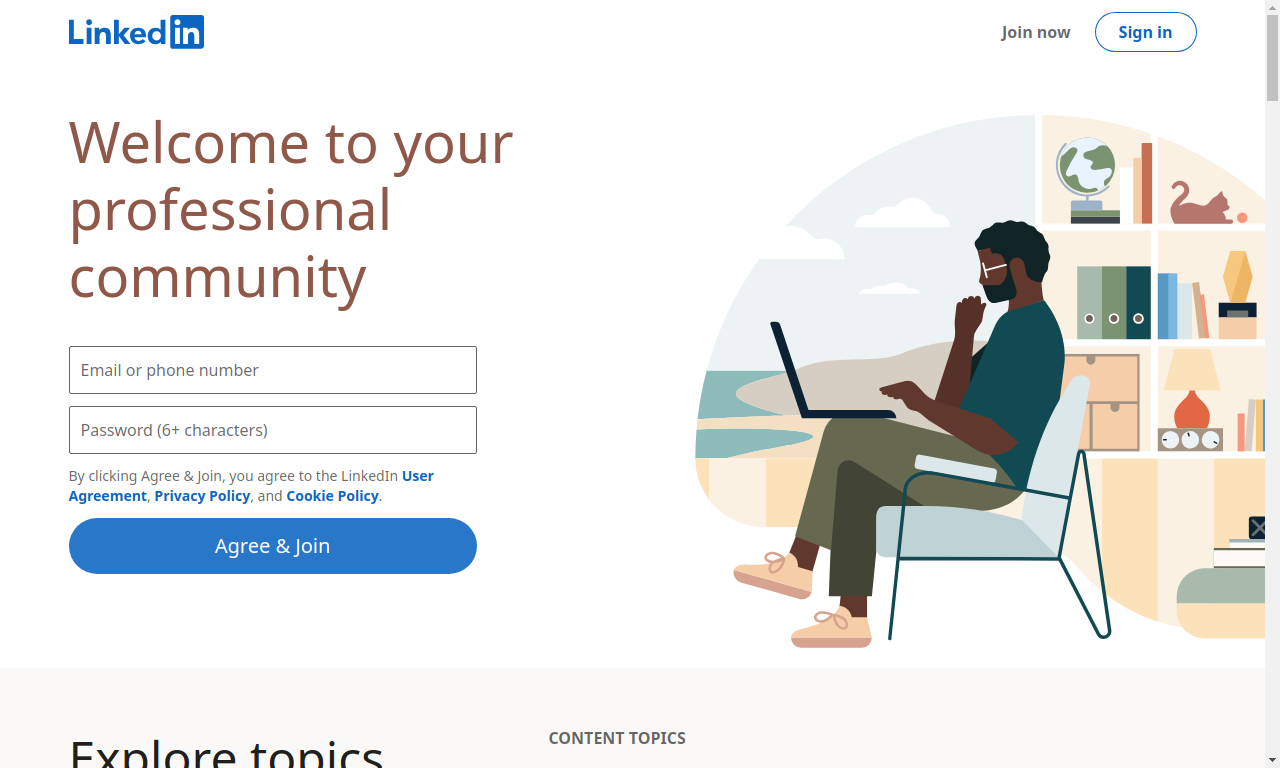 LinkedIn
Join now
Sign in
Welcome to your
professional
community
Email or phone number
Password (6+ characters)
By clicking Agree & Join, you agree to the LinkedIn User
Agreement, Privacy Policy, and Cookie Policy.
Agree & Join
Explore topics
CONTENT TOPICS